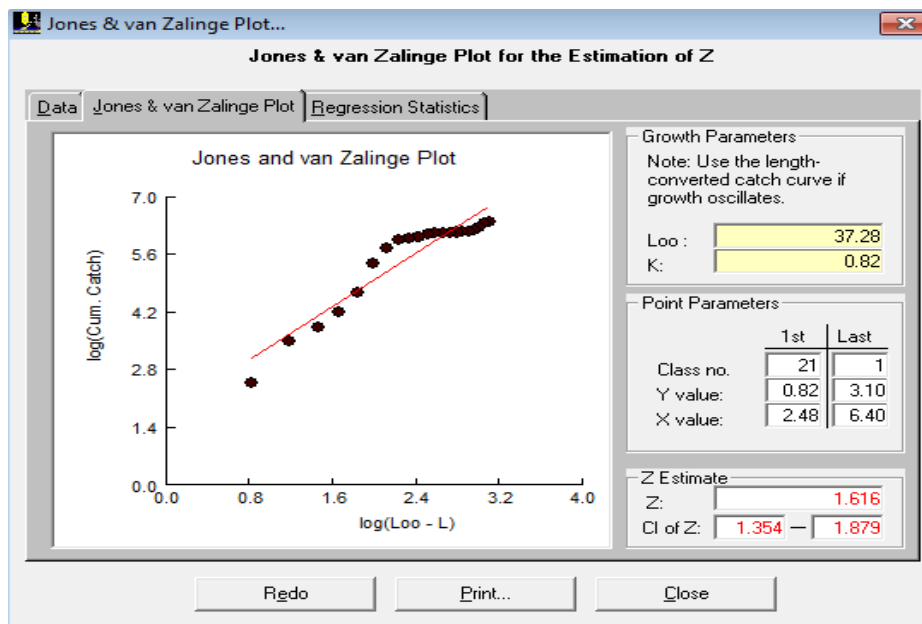 Jones & van Zalinge Plot...
Jones & van Zalinge Plot for the Estimation of Z
Data
Jones & van Zalinge Plot
Regression Statistics
Jones and van Zalinge Plot
7.0
5.6
4.2
2.8
1.4
0.0
log(Cum. Catch)
0.0 0.8 1.6 2.4 3.2 4.0
log(Loo - L)
Growth Parameters
Note: Use the length-
converted catch curve if
growth oscillates.
Loo : 37.28
K: 0.82
Point Parameters
1st Last
Class no. 21 1
Y value: 0.82 3.10
X value: 2.48 6.40
Z Estimate
Z: 1.616
CI of Z: 1.354 — 1.879
Redo
Print...
Close